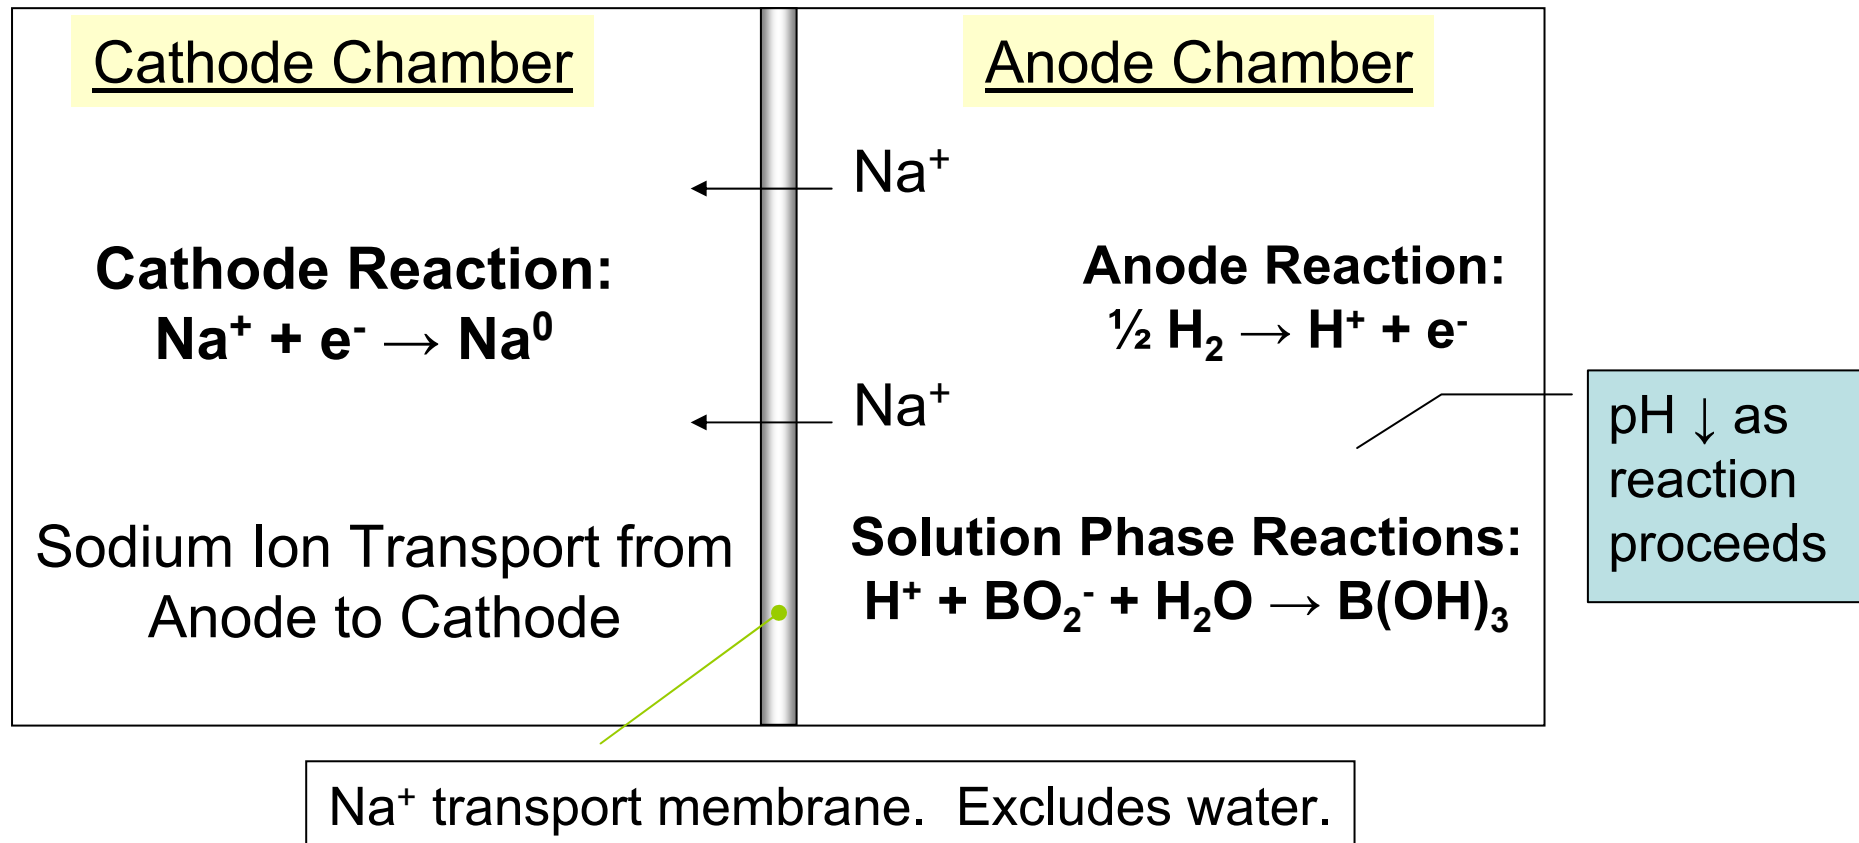 Cathode Chamber
Anode Chamber
Na⁺
Cathode Reaction:
Na⁺ + e⁻ → Na⁰
Anode Reaction:
½ H₂ → H⁺ + e⁻
Na⁺
pH ↓ as
reaction
proceeds
Sodium Ion Transport from
Anode to Cathode
Solution Phase Reactions:
H⁺ + BO₂⁻ + H₂O → B(OH)₃
Na⁺ transport membrane. Excludes water.